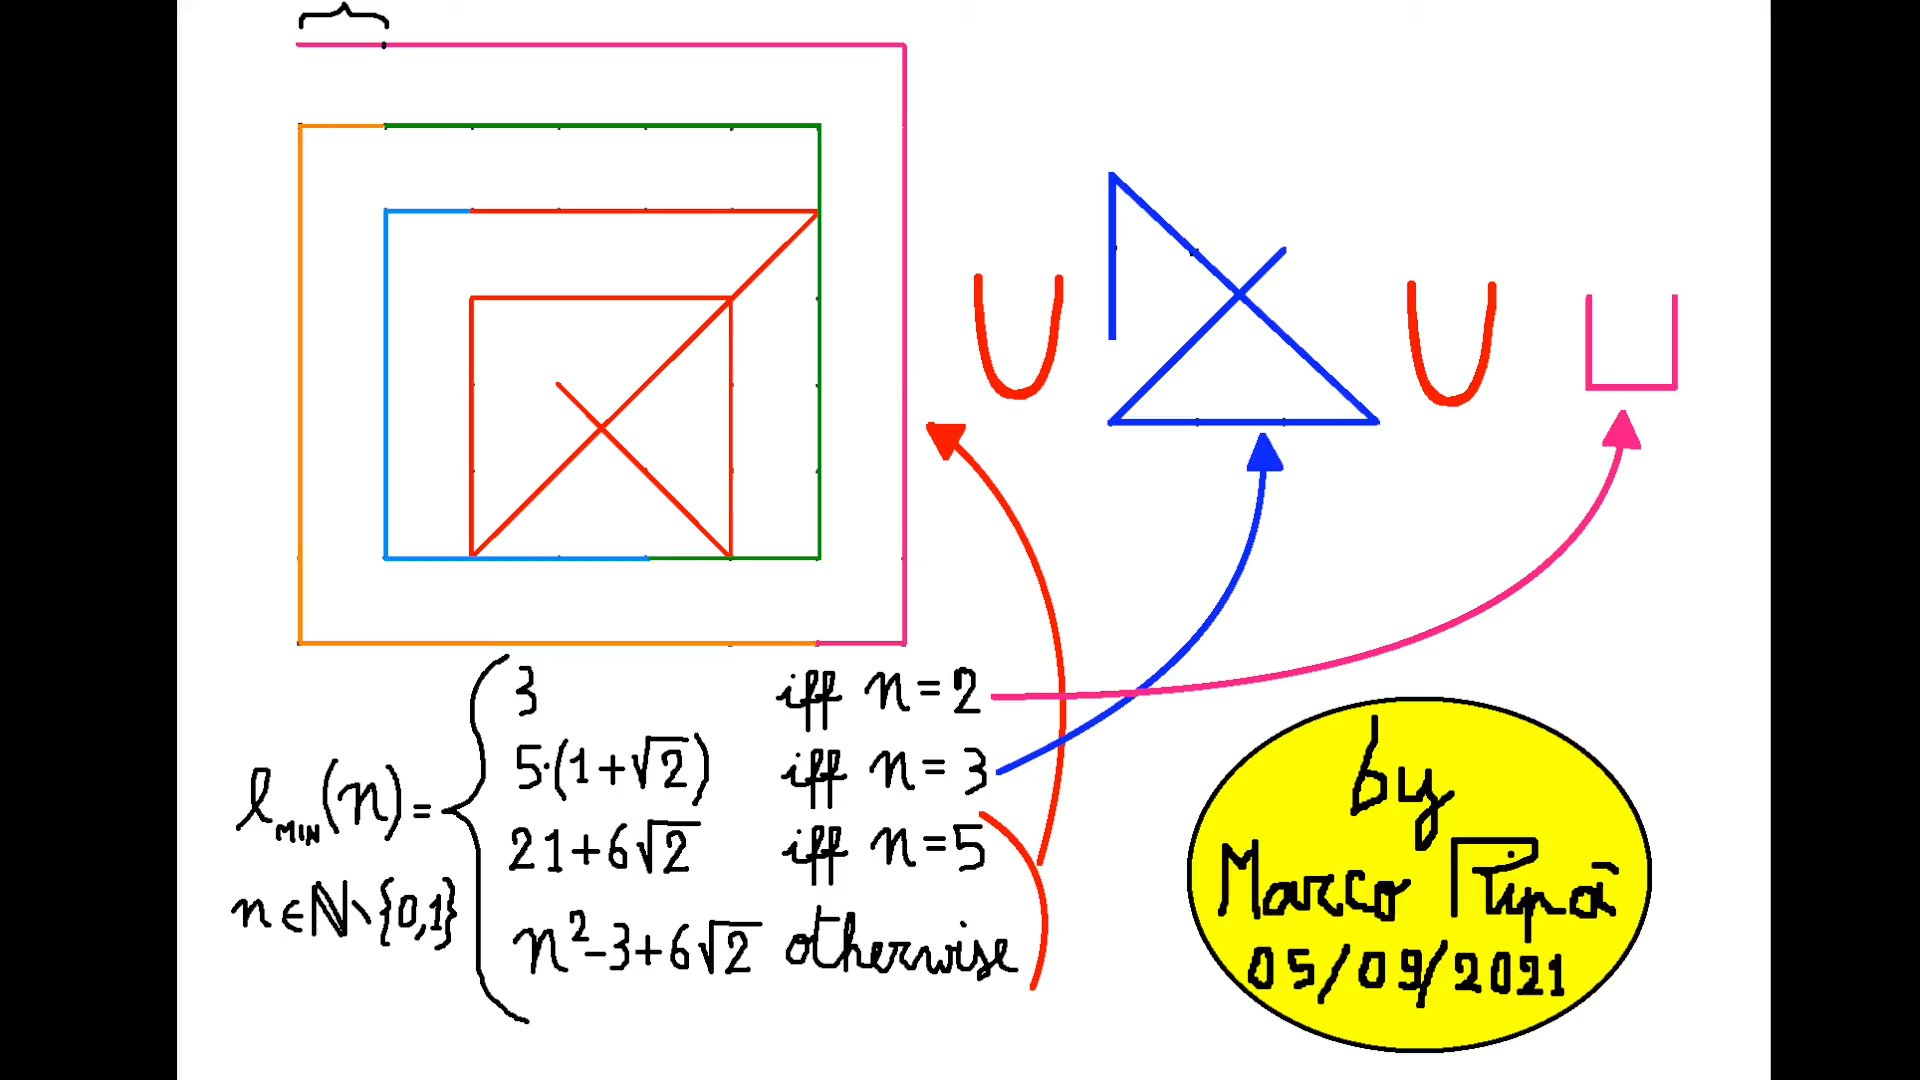 3 iff n=2
5·(1+√2) iff n=3
21+6√2 iff n=5
n²-3+6√2 otherwise
l_MIN(n)=
n∈ℕ\{0,1}
by
Marco Ripà
05/09/2021